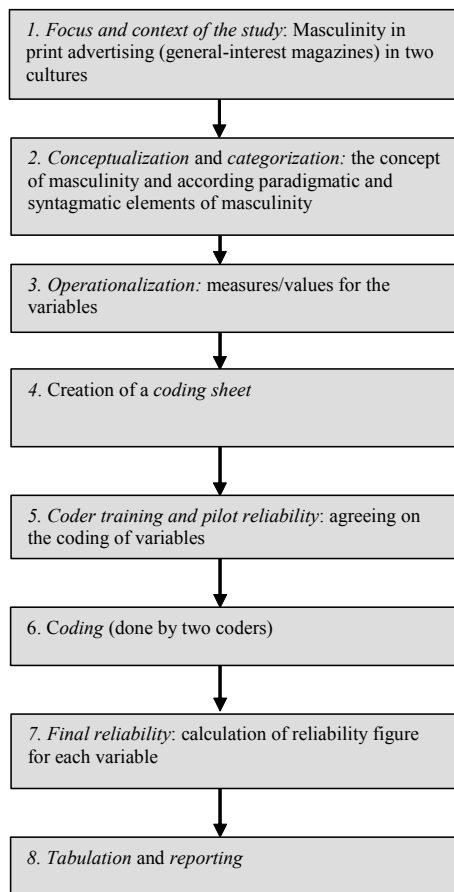 1. Focus and context of the study: Masculinity in
print advertising (general-interest magazines) in two
cultures
2. Conceptualization and categorization: the concept
of masculinity and according paradigmatic and
syntagmatic elements of masculinity
3. Operationalization: measures/values for the
variables
4. Creation of a coding sheet
5. Coder training and pilot reliability: agreeing on
the coding of variables
6. Coding (done by two coders)
7. Final reliability: calculation of reliability figure
for each variable
8. Tabulation and reporting